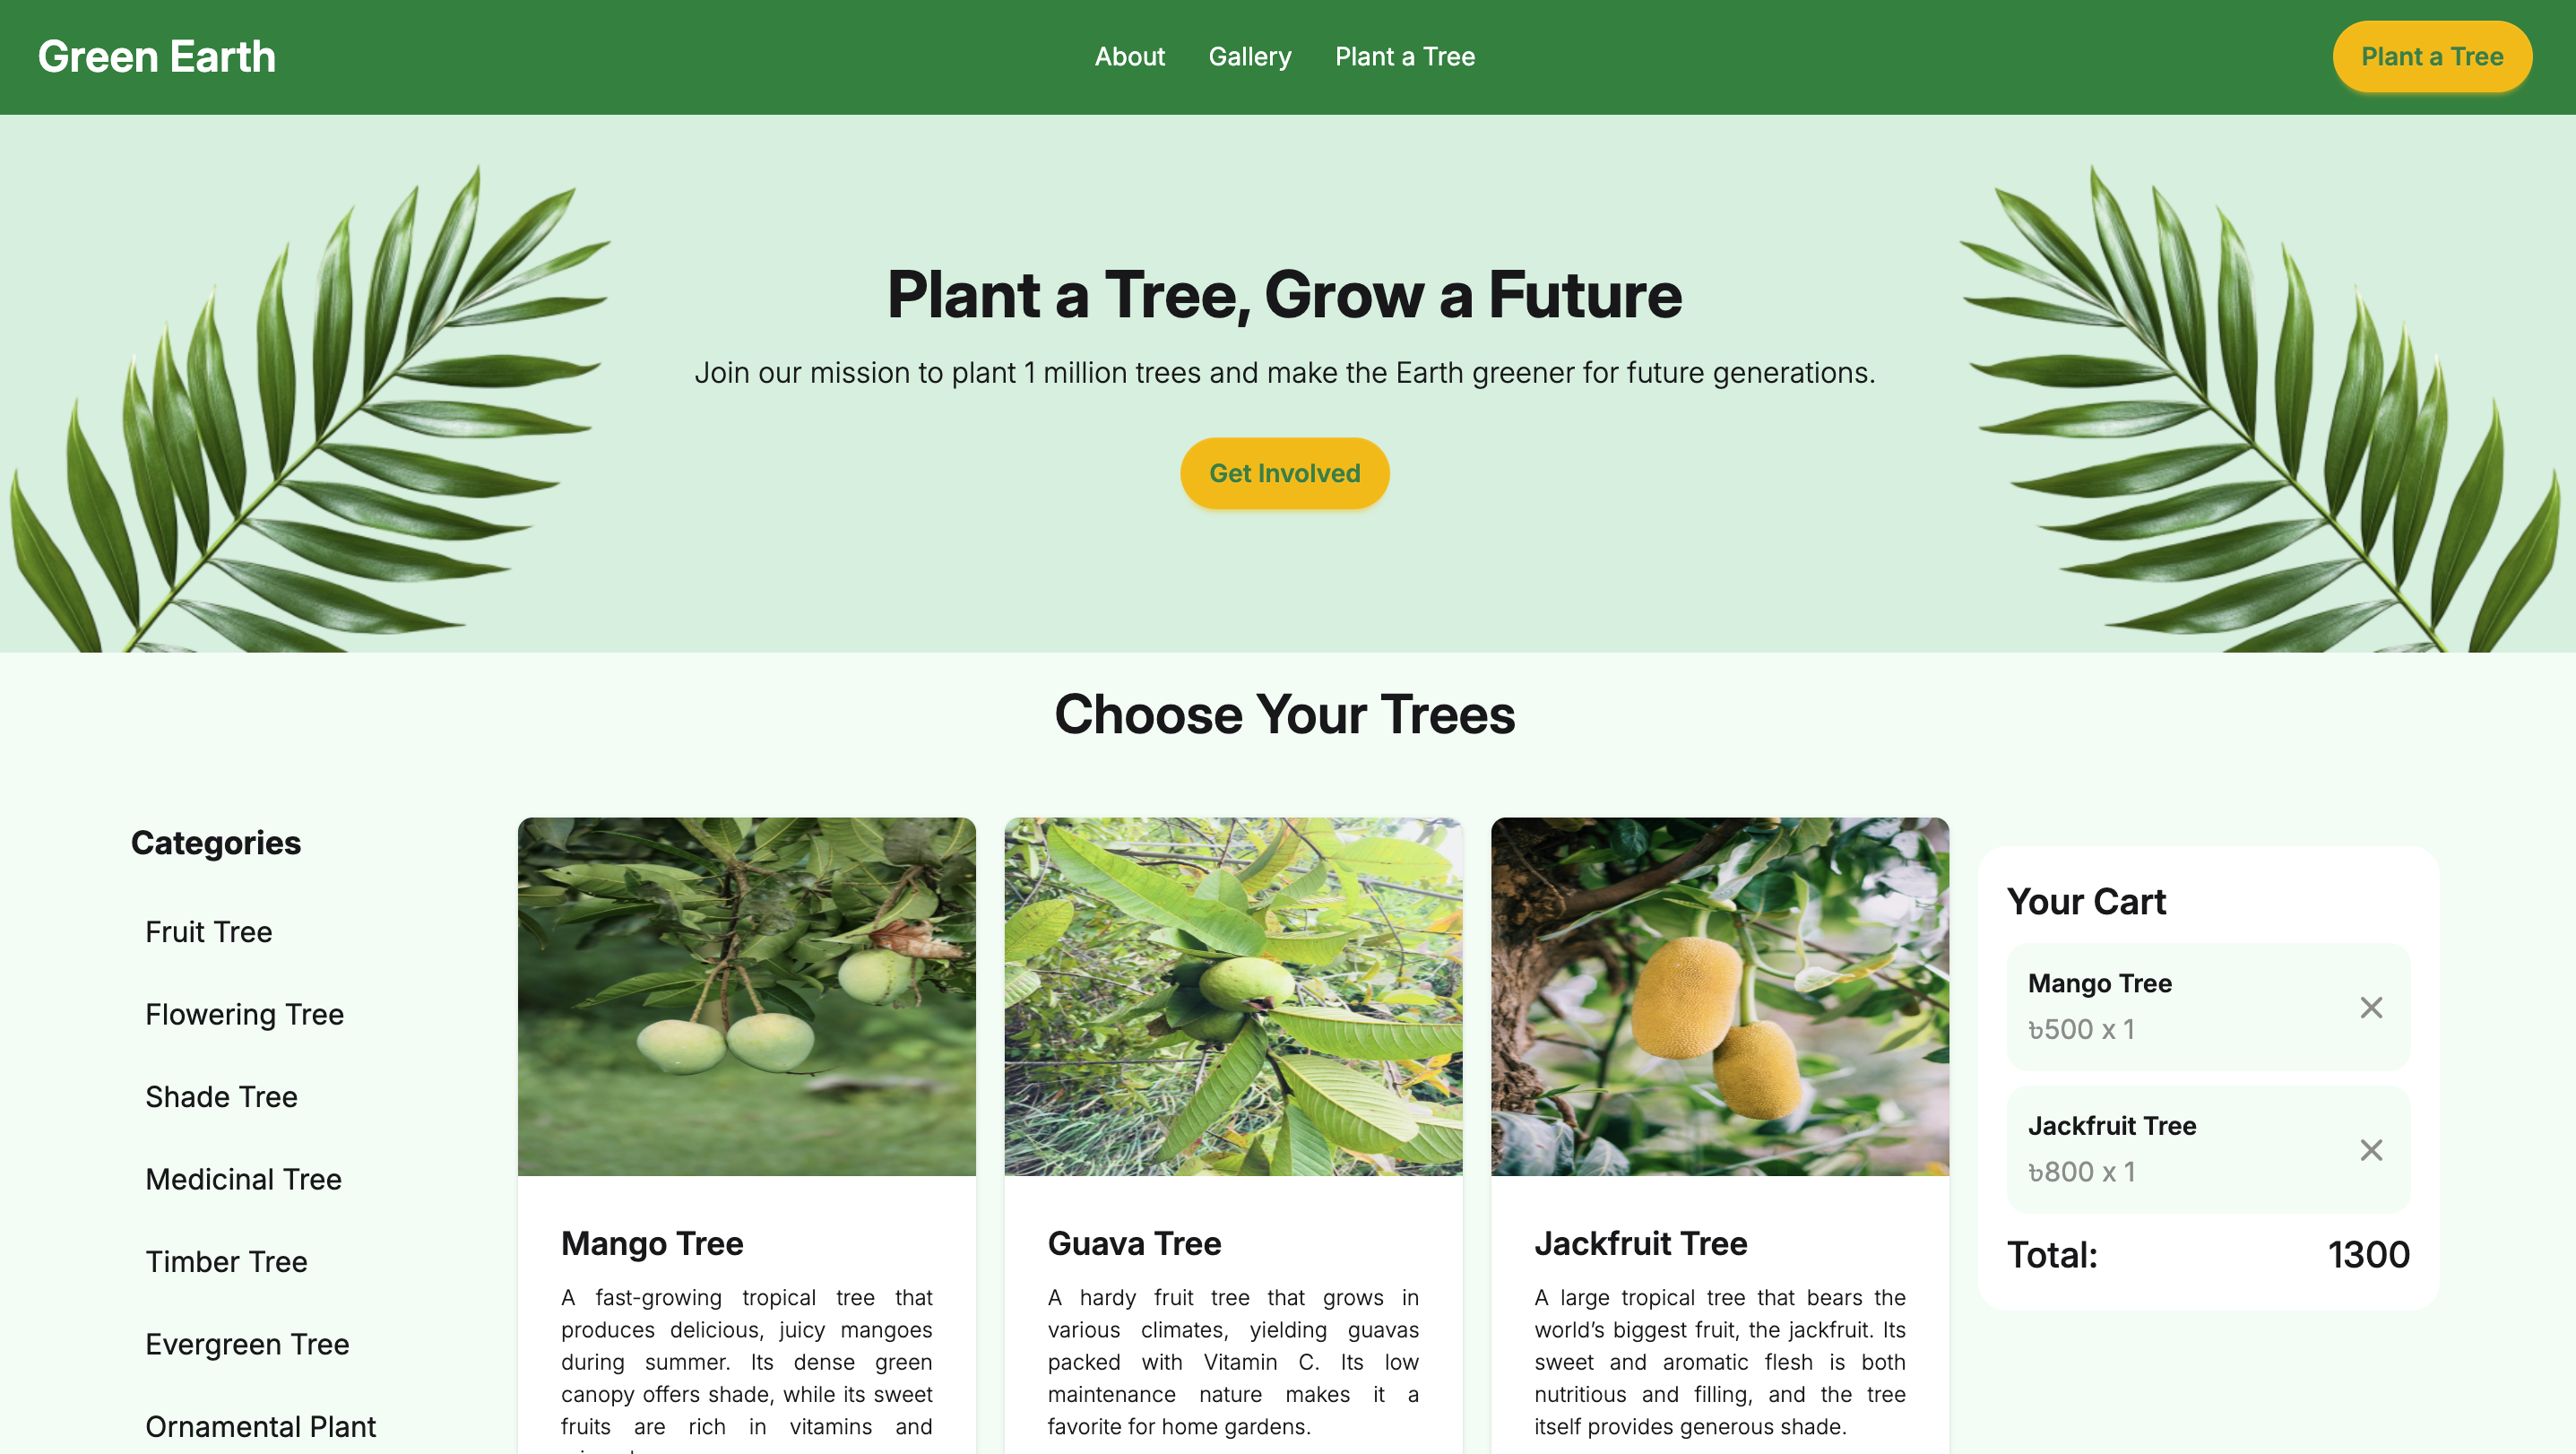 Green Earth
About
Gallery
Plant a Tree
Plant a Tree
Plant a Tree, Grow a Future
Join our mission to plant 1 million trees and make the Earth greener for future generations.
Get Involved
Choose Your Trees
Categories
Fruit Tree
Flowering Tree
Shade Tree
Medicinal Tree
Timber Tree
Evergreen Tree
Ornamental Plant
Mango Tree
A fast-growing tropical tree that
produces delicious, juicy mangoes
during summer. Its dense green
canopy offers shade, while its sweet
fruits are rich in vitamins and
Guava Tree
A hardy fruit tree that grows in
various climates, yielding guavas
packed with Vitamin C. Its low
maintenance nature makes it a
favorite for home gardens.
Jackfruit Tree
A large tropical tree that bears the
world’s biggest fruit, the jackfruit. Its
sweet and aromatic flesh is both
nutritious and filling, and the tree
itself provides generous shade.
Your Cart
Mango Tree
৳500 x 1
Jackfruit Tree
৳800 x 1
Total: 1300